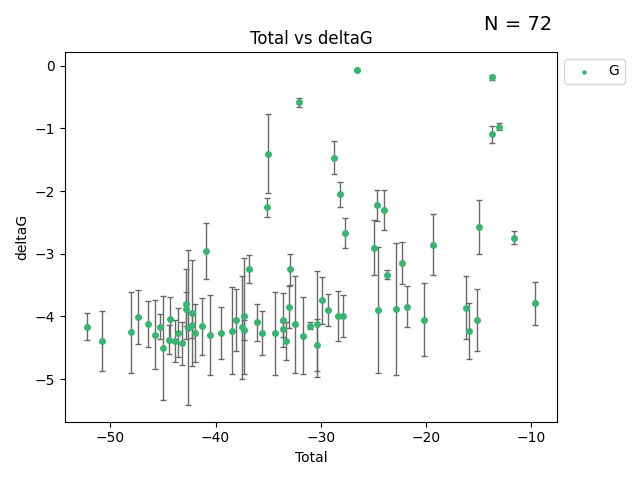 N = 72
Total vs deltaG
G
deltaG
0
−1
−2
−3
−4
−5
−50 −40 −30 −20 −10
Total